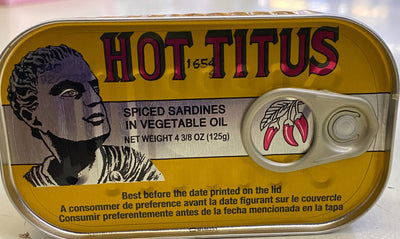 HOT TITUS
1654
SPICED SARDINES
IN VEGETABLE OIL
NET WEIGHT 4 3/8 OZ (125g)
Best before the date printed on the lid
A consommer de preference avant la date figurant sur le couvercle
Consumir preferentemente antes de la fecha mencionada en la tapa